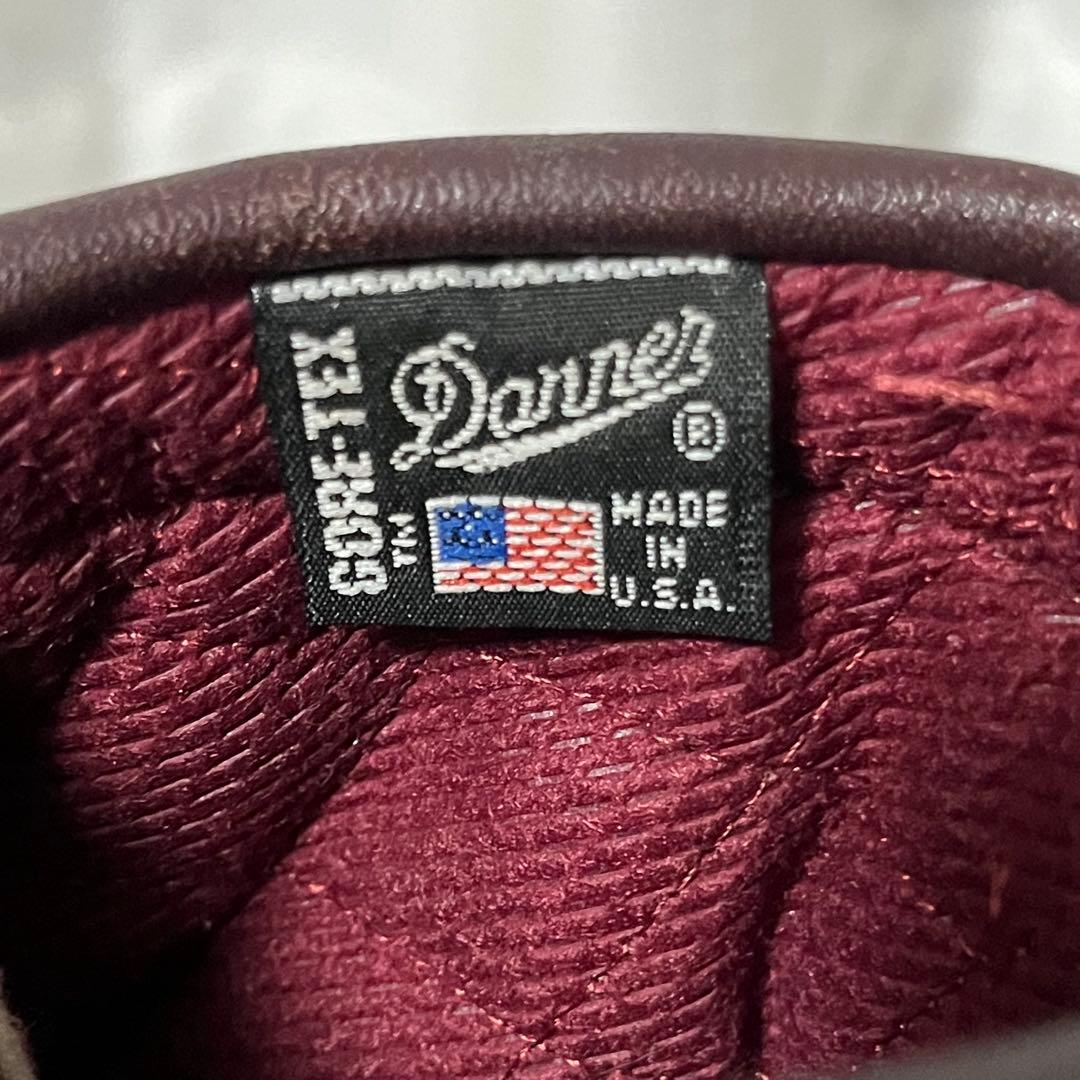 GORE-TEX
™
Danner
®
MADE
IN
U.S.A.